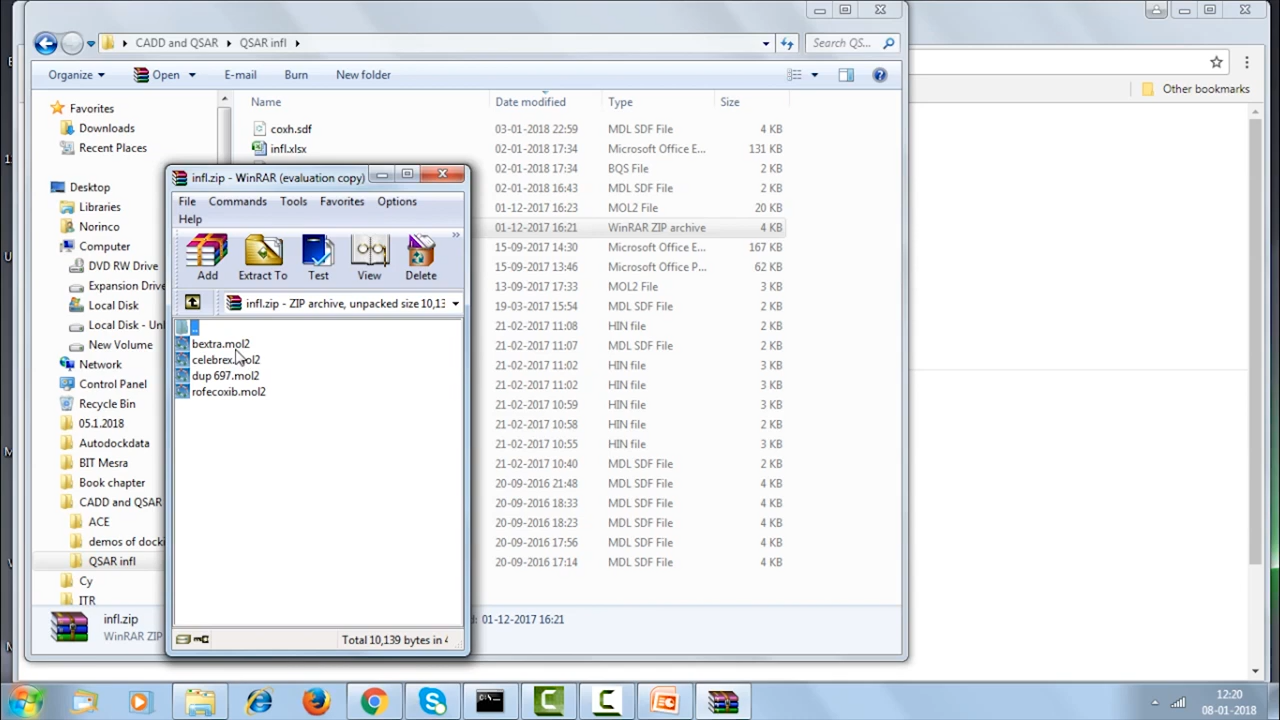 CADD and QSAR QSAR infl
Search QS...
Organize Open E-mail Burn New folder
Other bookmarks
Favorites
Downloads
Recent Places
Desktop
Libraries
Norinco
Computer
DVD RW Drive
Expansion Drive
Local Disk
Local Disk - Unl
New Volume
Network
Control Panel
Recycle Bin
05.1.2018
Autodockdata
BIT Mesra
Book chapter
CADD and QSAR
ACE
demos of docki
QSAR infl
Cy
ITR
Name Date modified Type Size
coxh.sdf 03-01-2018 22:59 MDL SDF File 4 KB
infl.xlsx 02-01-2018 17:34 Microsoft Office E... 131 KB
02-01-2018 17:34 BQS File 2 KB
02-01-2018 16:43 MDL SDF File 2 KB
01-12-2017 16:23 MOL2 File 20 KB
01-12-2017 16:21 WinRAR ZIP archive 4 KB
15-09-2017 14:30 Microsoft Office E... 167 KB
15-09-2017 13:46 Microsoft Office P... 62 KB
13-09-2017 17:33 MOL2 File 3 KB
19-03-2017 15:54 MDL SDF File 4 KB
21-02-2017 11:08 HIN file 3 KB
21-02-2017 11:07 MDL SDF File 2 KB
21-02-2017 11:02 HIN file 3 KB
21-02-2017 11:02 HIN file 3 KB
21-02-2017 10:59 HIN file 3 KB
21-02-2017 10:58 HIN file 2 KB
21-02-2017 10:55 HIN file 3 KB
21-02-2017 10:40 MDL SDF File 2 KB
20-09-2016 21:48 MDL SDF File 4 KB
20-09-2016 18:33 MDL SDF File 4 KB
20-09-2016 18:23 MDL SDF File 4 KB
20-09-2016 17:56 MDL SDF File 4 KB
20-09-2016 17:14 MDL SDF File 4 KB
infl.zip - WinRAR (evaluation copy)
File Commands Tools Favorites Options
Help
Add Extract To Test View Delete
infl.zip - ZIP archive, unpacked size 10,13
..
bextra.mol2
celebrex.mol2
dup 697.mol2
rofecoxib.mol2
Total 10,139 bytes in 4
infl.zip
WinRAR ZIP
d: 01-12-2017 16:21
12:20
08-01-2018